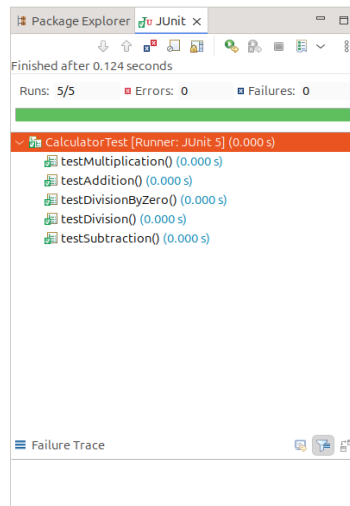 Package Explorer JUnit
Finished after 0.124 seconds
Runs: 5/5 Errors: 0 Failures: 0
CalculatorTest [Runner: JUnit 5] (0.000 s)
testMultiplication() (0.000 s)
testAddition() (0.000 s)
testDivisionByZero() (0.000 s)
testDivision() (0.000 s)
testSubtraction() (0.000 s)
Failure Trace